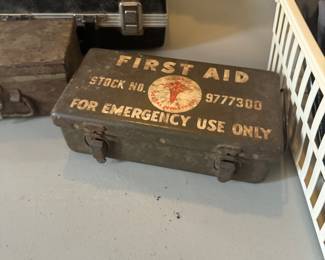 FIRST AID
STOCK NO. 9777300
FOR EMERGENCY USE ONLY